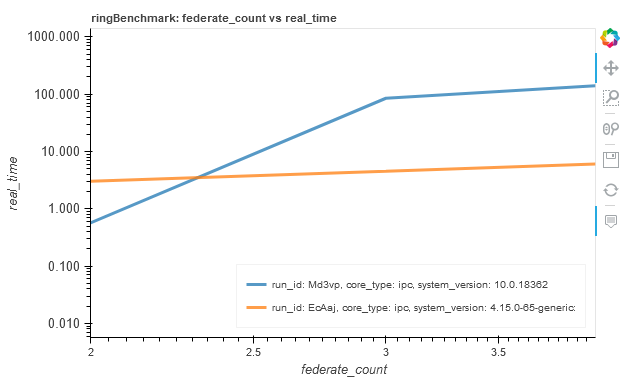 ringBenchmark: federate_count vs real_time
1000.000
100.000
10.000
1.000
0.100
0.010
real_time
run_id: Md3vp, core_type: ipc, system_version: 10.0.18362
run_id: EcAaj, core_type: ipc, system_version: 4.15.0-65-generic:
2
2.5
3
3.5
federate_count